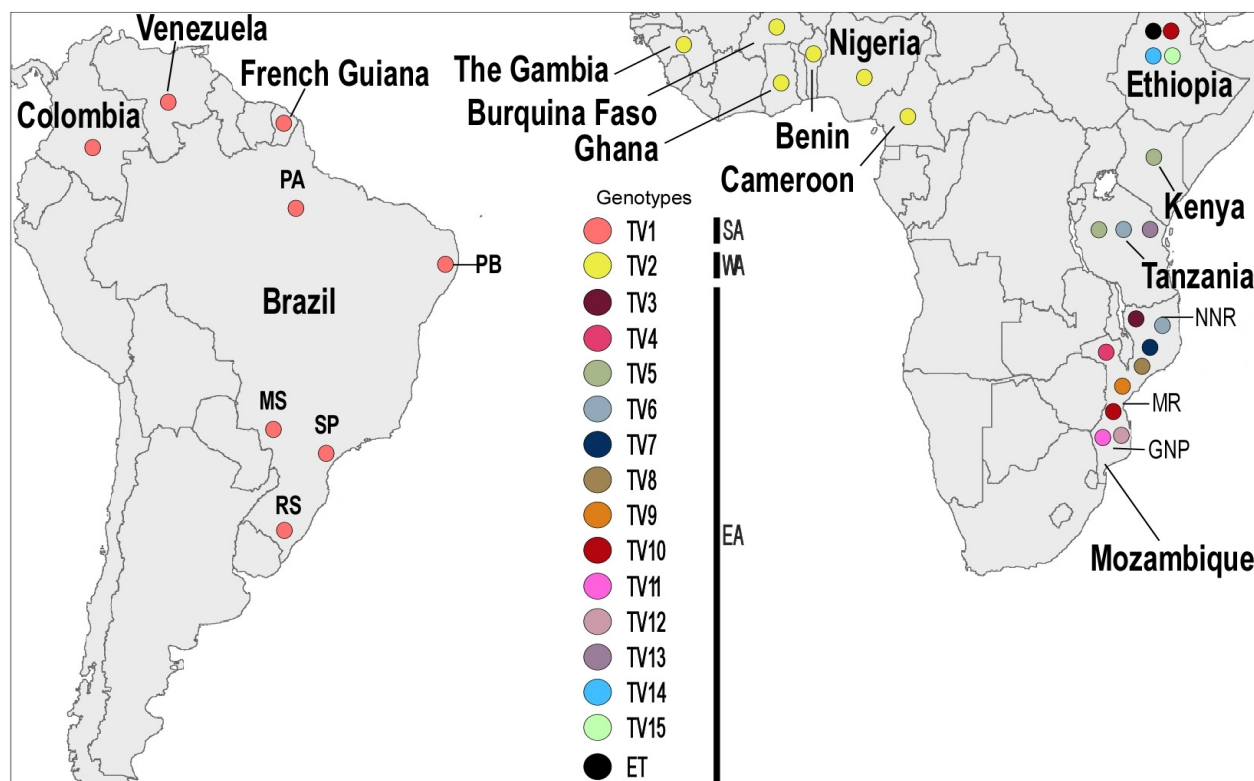 Venezuela
French Guiana
Colombia
PA
PB
Brazil
MS
SP
RS
The Gambia
Burquina Faso
Ghana
Benin
Nigeria
Cameroon
Ethiopia
Kenya
Tanzania
NNR
MR
GNP
Mozambique
Genotypes
TV1
SA
TV2
WA
TV3
TV4
TV5
TV6
TV7
TV8
TV9
TV10
EA
TV11
TV12
TV13
TV14
TV15
ET